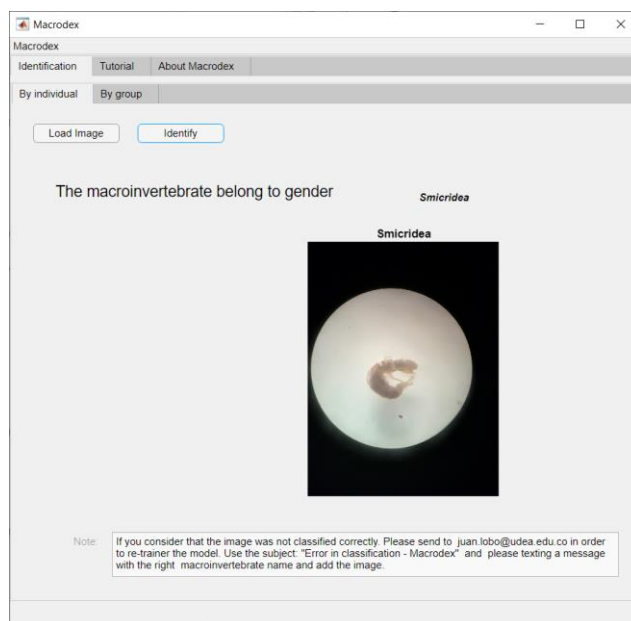 Macrodex
Macrodex
Identification Tutorial About Macrodex
By individual By group
Load Image Identify
The macroinvertebrate belong to gender Smicridea
Smicridea
Note: If you consider that the image was not classified correctly. Please send to juan.lobo@udea.edu.co in order
to re-trainer the model. Use the subject: "Error in classification - Macrodex" and please texting a message
with the right macroinvertebrate name and add the image.